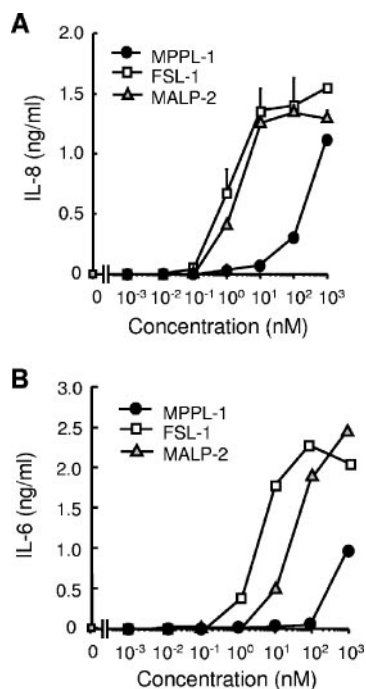 A
2.0
MPPL-1
FSL-1
MALP-2
1.5
1.0
0.5
0
IL-8 (ng/ml)
0 10-3 10-2 10-1 100 101 102 103
Concentration (nM)
B
3.0
MPPL-1
FSL-1
MALP-2
2.5
2.0
1.5
1.0
0.5
0
IL-6 (ng/ml)
0 10-3 10-2 10-1 100 101 102 103
Concentration (nM)